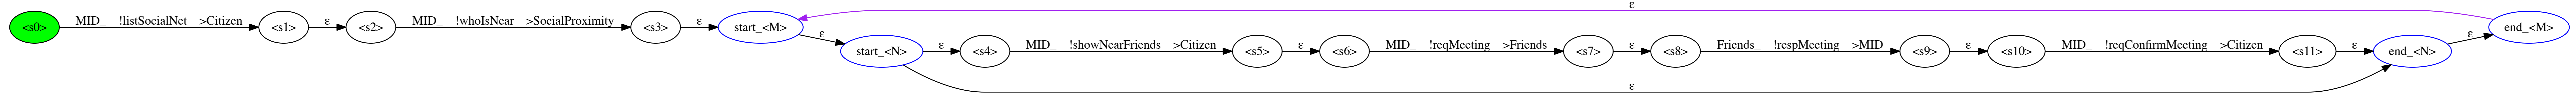 <s0>
MID_---!listSocialNet--->Citizen
<s1>
ε
<s2>
MID_---!whoIsNear--->SocialProximity
<s3>
ε
start_<M>
ε
start_<N>
ε
<s4>
MID_---!showNearFriends--->Citizen
<s5>
ε
<s6>
MID_---!reqMeeting--->Friends
<s7>
ε
<s8>
Friends_---!respMeeting--->MID
<s9>
ε
<s10>
MID_---!reqConfirmMeeting--->Citizen
<s11>
ε
end_<N>
ε
end_<M>
ε
ε